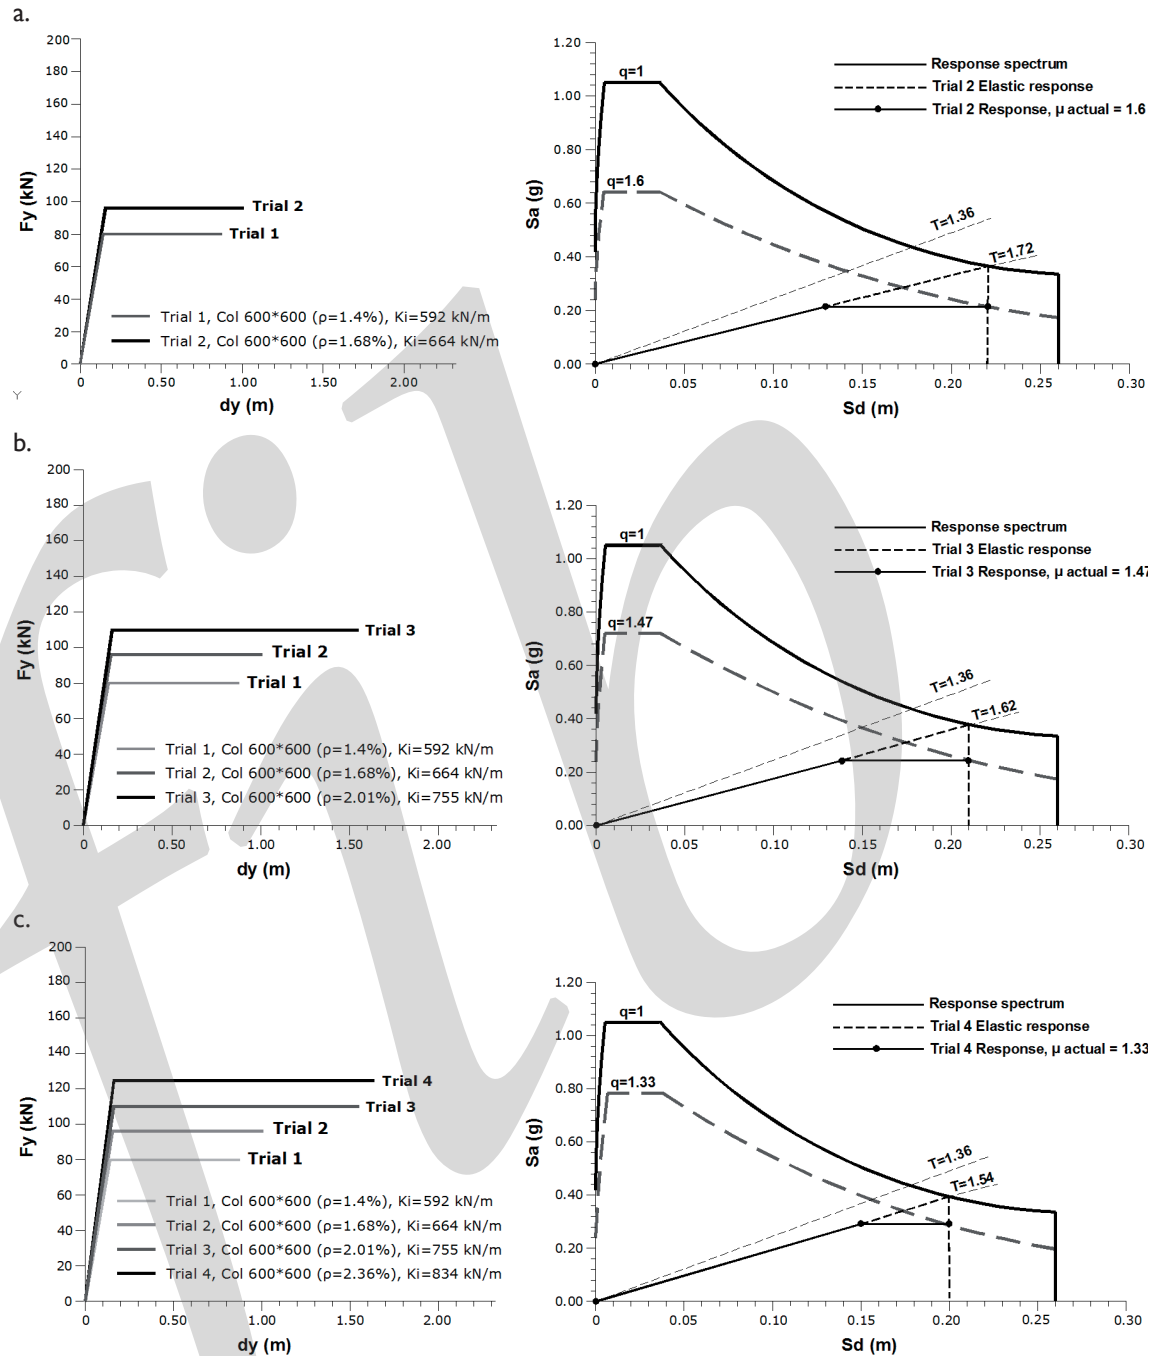 a.
200
180
160
140
120
100
80
60
40
20
0
Fy (kN)
Trial 2
Trial 1
Trial 1, Col 600*600 (ρ=1.4%), Ki=592 kN/m
Trial 2, Col 600*600 (ρ=1.68%), Ki=664 kN/m
0 0.50 1.00 1.50 2.00
dy (m)
1.20
1.00
0.80
0.60
0.40
0.20
0.00
Sa (g)
q=1
q=1.6
T=1.36
T=1.72
Response spectrum
Trial 2 Elastic response
Trial 2 Response, μ actual = 1.6
0 0.05 0.10 0.15 0.20 0.25 0.30
Sd (m)
b.
200
180
160
140
120
100
80
60
40
20
0
Fy (kN)
Trial 3
Trial 2
Trial 1
Trial 1, Col 600*600 (ρ=1.4%), Ki=592 kN/m
Trial 2, Col 600*600 (ρ=1.68%), Ki=664 kN/m
Trial 3, Col 600*600 (ρ=2.01%), Ki=755 kN/m
0 0.50 1.00 1.50 2.00
dy (m)
1.20
1.00
0.80
0.60
0.40
0.20
0.00
Sa (g)
q=1
q=1.47
T=1.36
T=1.62
Response spectrum
Trial 3 Elastic response
Trial 3 Response, μ actual = 1.47
0 0.05 0.10 0.15 0.20 0.25 0.30
Sd (m)
c.
200
180
160
140
120
100
80
60
40
20
0
Fy (kN)
Trial 4
Trial 3
Trial 2
Trial 1
Trial 1, Col 600*600 (ρ=1.4%), Ki=592 kN/m
Trial 2, Col 600*600 (ρ=1.68%), Ki=664 kN/m
Trial 3, Col 600*600 (ρ=2.01%), Ki=755 kN/m
Trial 4, Col 600*600 (ρ=2.36%), Ki=834 kN/m
0 0.50 1.00 1.50 2.00
dy (m)
1.20
1.00
0.80
0.60
0.40
0.20
0.00
Sa (g)
q=1
q=1.33
T=1.36
T=1.54
Response spectrum
Trial 4 Elastic response
Trial 4 Response, μ actual = 1.33
0 0.05 0.10 0.15 0.20 0.25 0.30
Sd (m)
fib